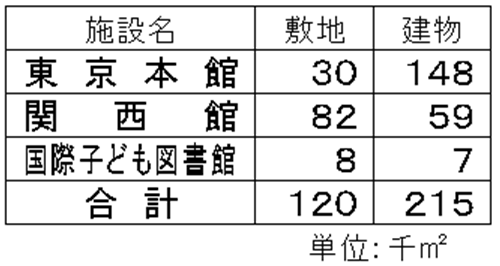 施設名 敷地 建物
東京本館 30 148
関西館 82 59
国際子ども図書館 8 7
合計 120 215
単位:千㎡